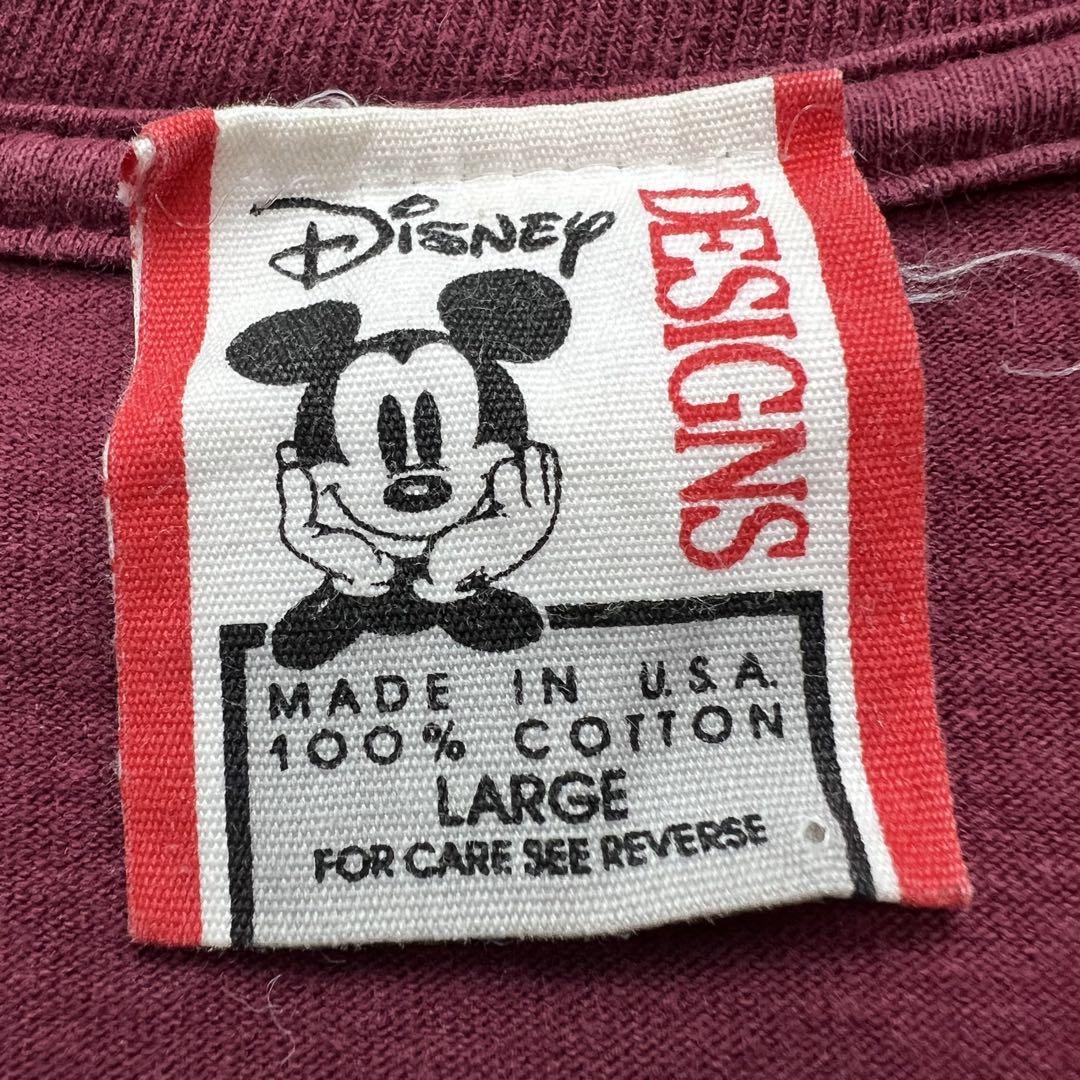 Disney
DESIGNS
MADE IN U.S.A.
100% COTTON
LARGE
FOR CARE SEE REVERSE